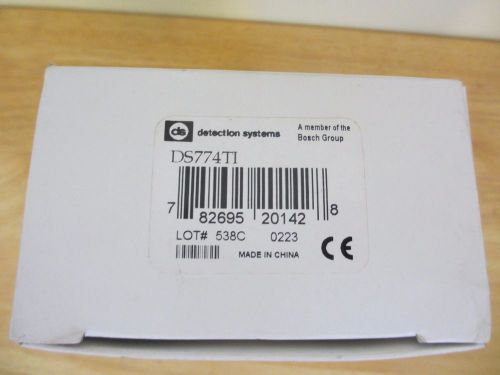 ds detection systems
A member of the
Bosch Group
DS774TI
7 82695 20142 8
LOT# 538C 0223
MADE IN CHINA CE